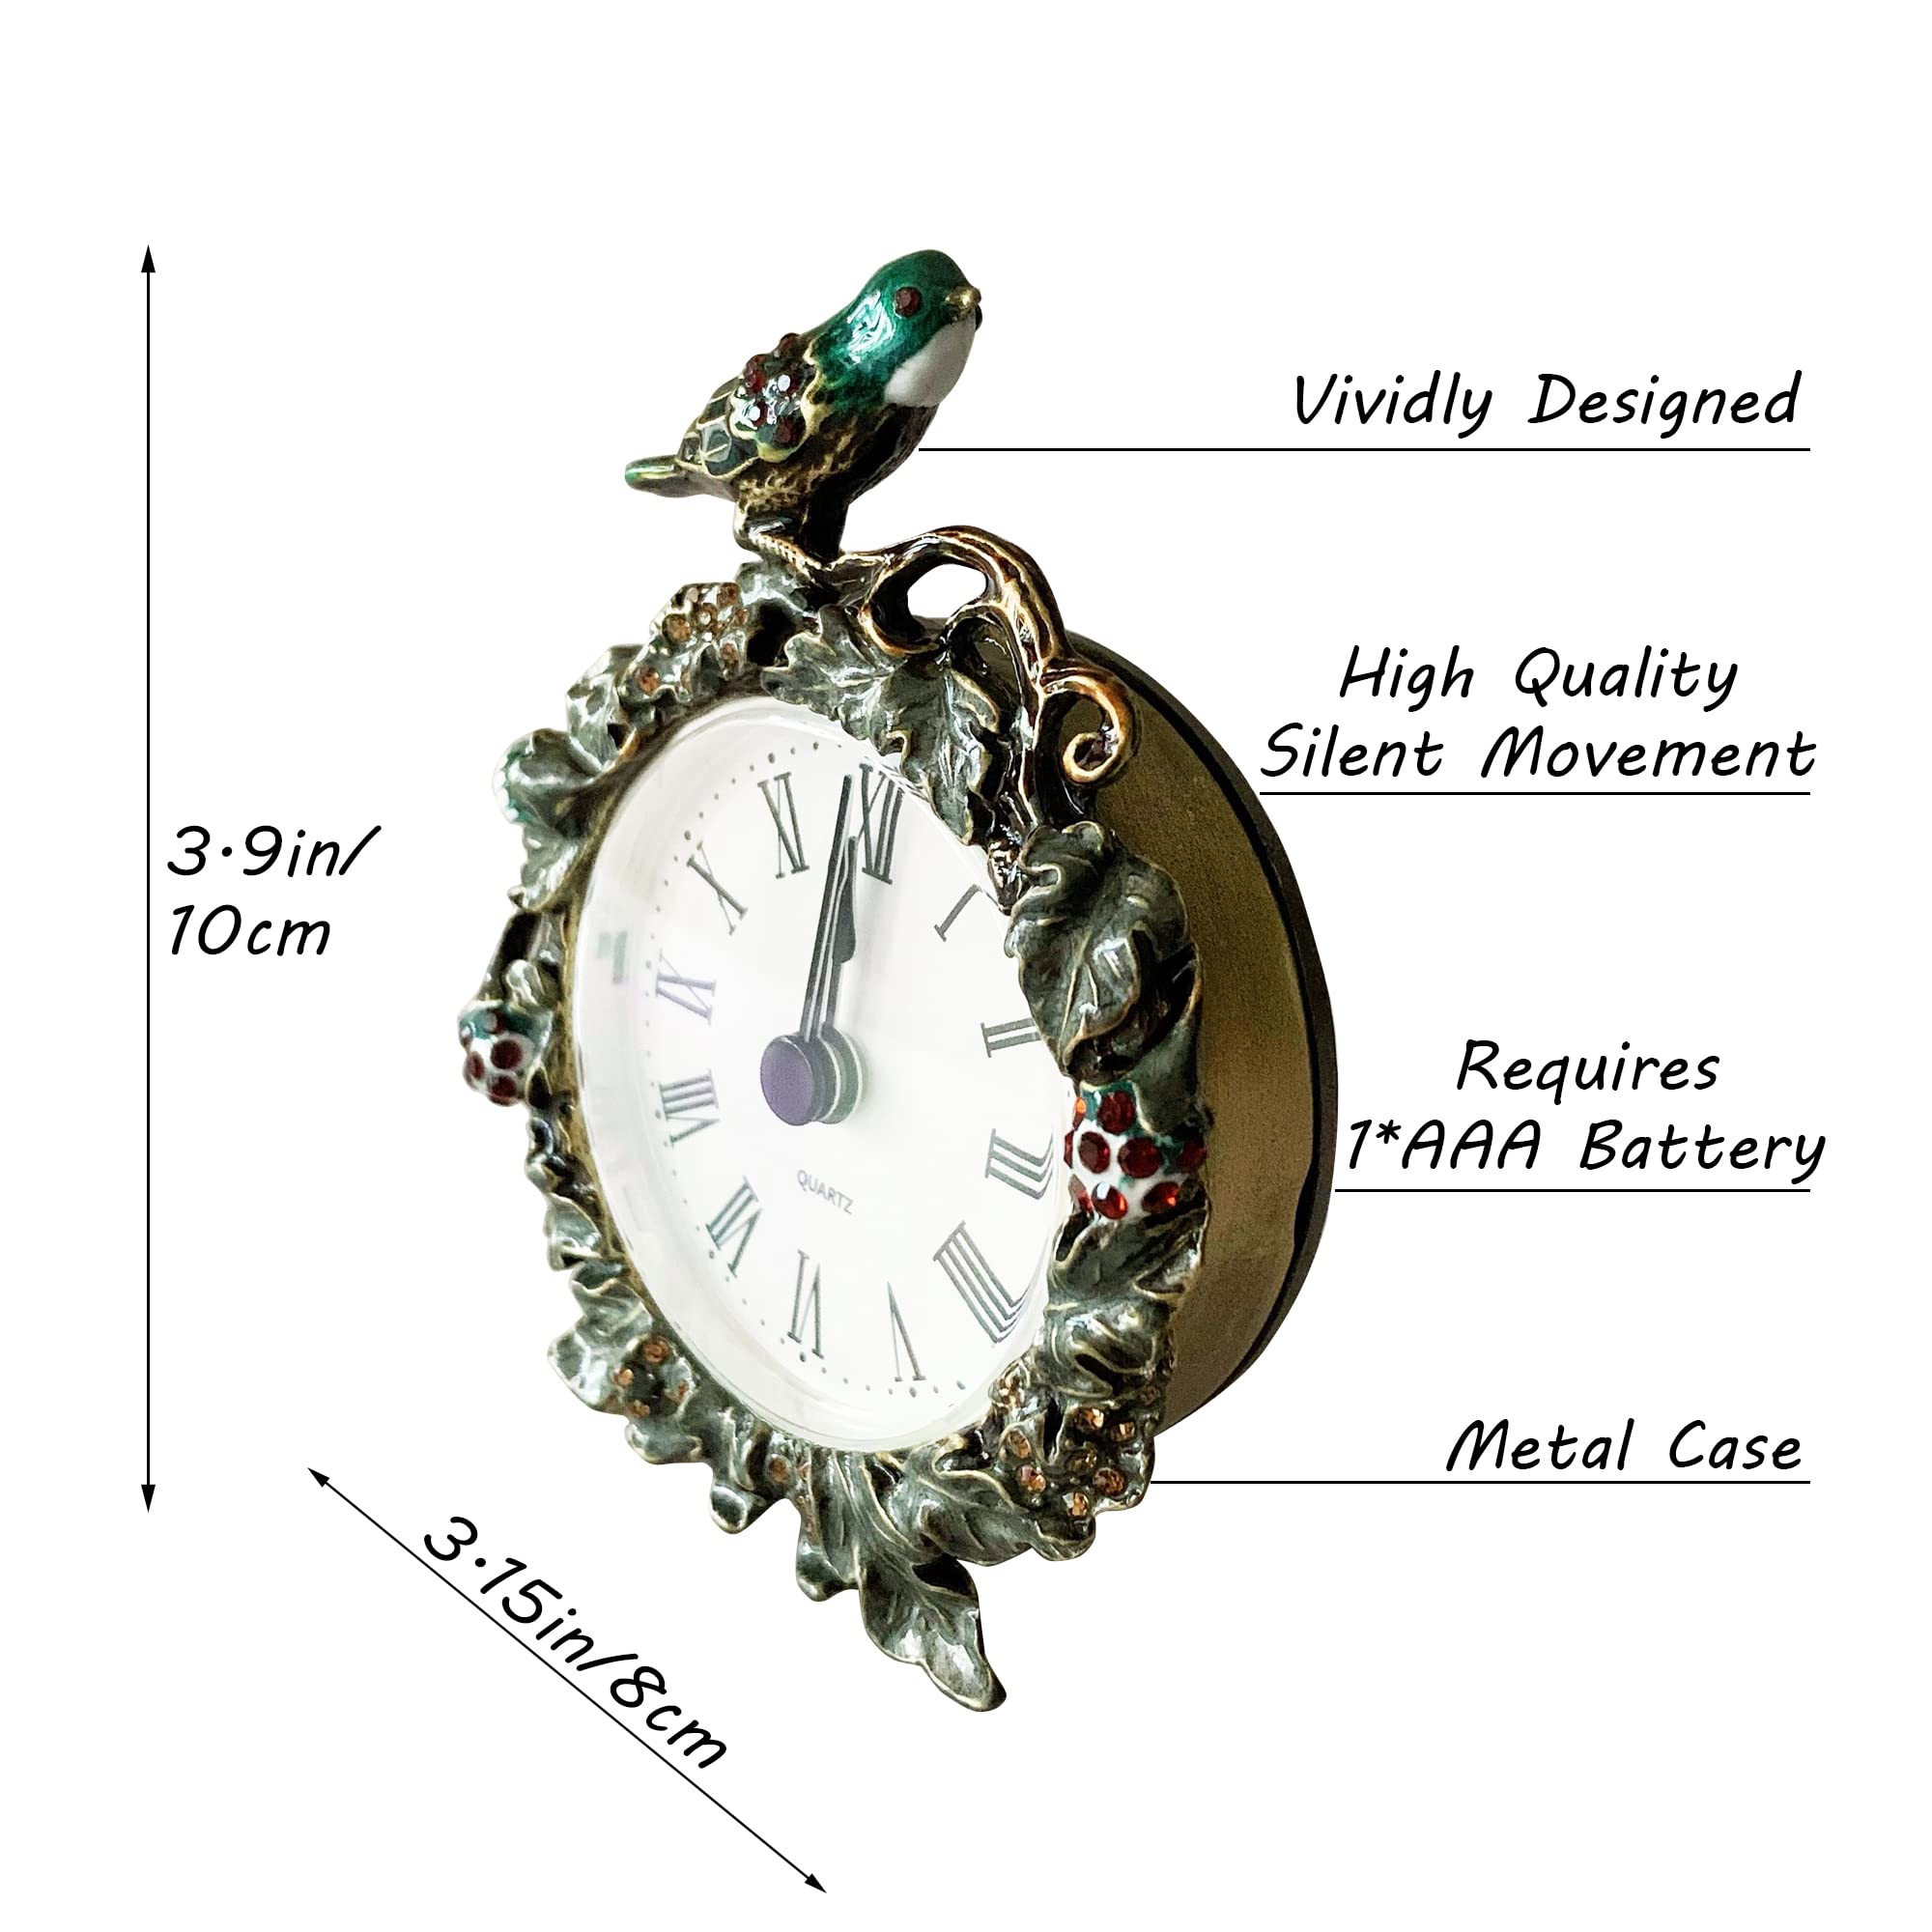 Vividly Designed
High Quality
Silent Movement
3.9in/
10cm
Requires
1*AAA Battery
Metal Case
3.15in/8cm
XII
I
II
III
IIII
V
VI
VII
VIII
IX
X
XI
QUARTZ